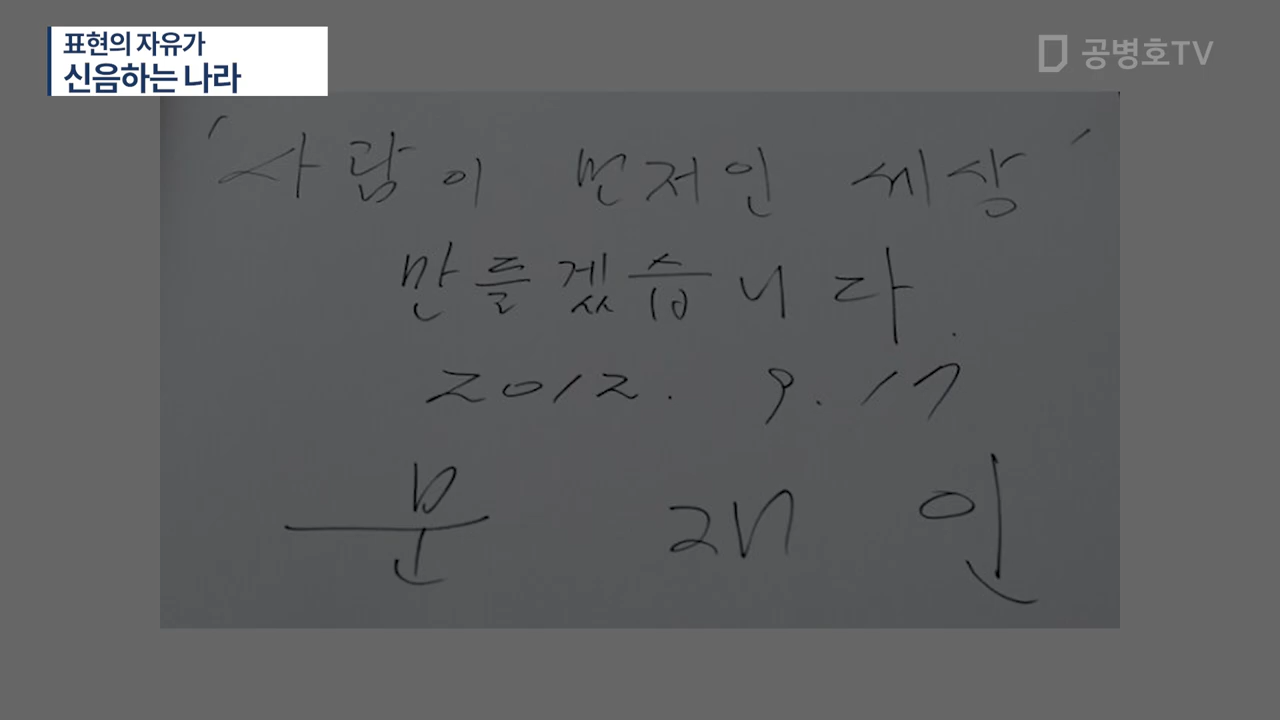 표현의 자유가
신음하는 나라
공병호TV
'사람이 먼저인 세상'
만들겠습니다.
2012. 9. 17
문재인